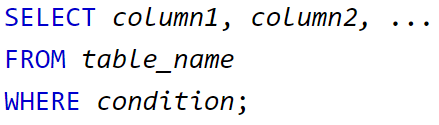 SELECT column1, column2, ...
FROM table_name
WHERE condition;